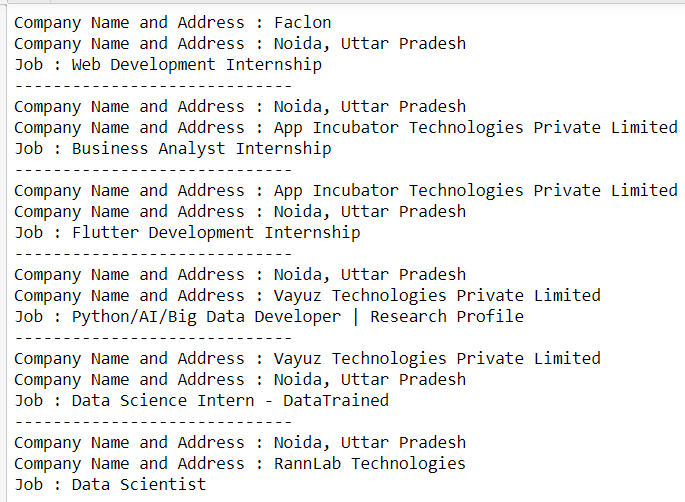 Company Name and Address : Faclon
Company Name and Address : Noida, Uttar Pradesh
Job : Web Development Internship
-----------------------------
Company Name and Address : Noida, Uttar Pradesh
Company Name and Address : App Incubator Technologies Private Limited
Job : Business Analyst Internship
-----------------------------
Company Name and Address : App Incubator Technologies Private Limited
Company Name and Address : Noida, Uttar Pradesh
Job : Flutter Development Internship
-----------------------------
Company Name and Address : Noida, Uttar Pradesh
Company Name and Address : Vayuz Technologies Private Limited
Job : Python/AI/Big Data Developer | Research Profile
-----------------------------
Company Name and Address : Vayuz Technologies Private Limited
Company Name and Address : Noida, Uttar Pradesh
Job : Data Science Intern - DataTrained
-----------------------------
Company Name and Address : Noida, Uttar Pradesh
Company Name and Address : RannLab Technologies
Job : Data Scientist